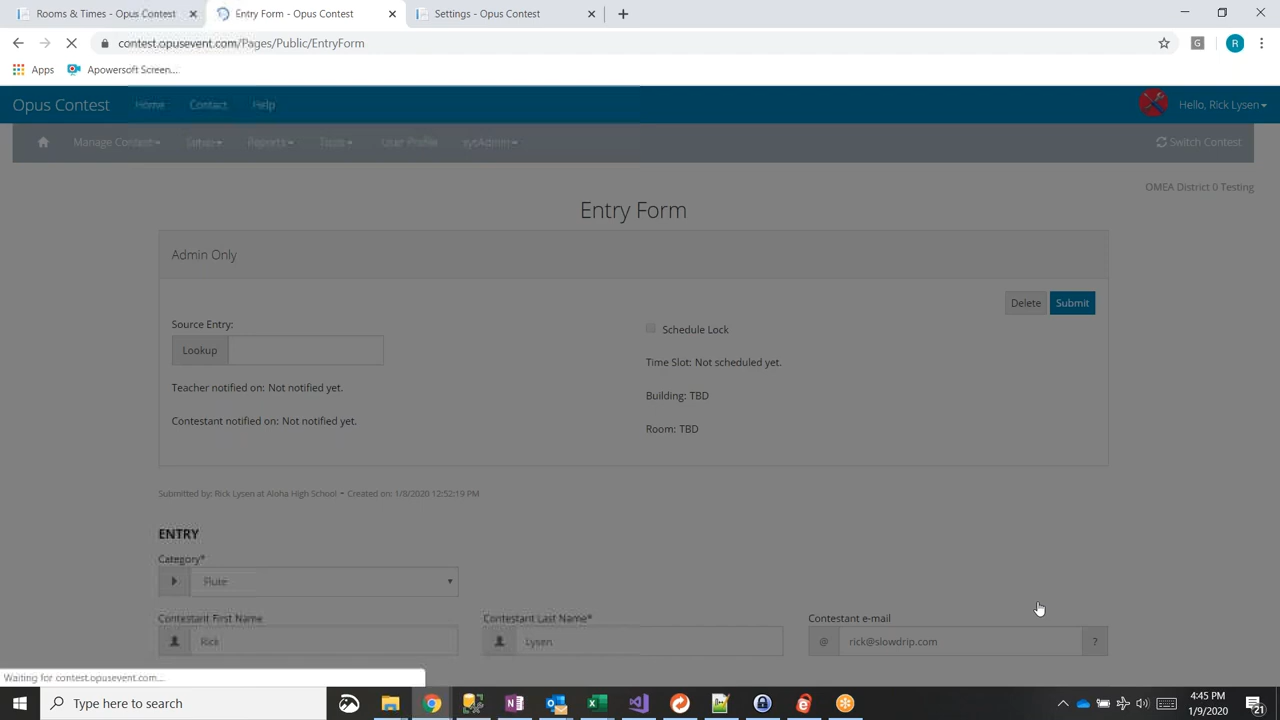 Rooms & Times - Opus Contest
Entry Form - Opus Contest
Settings - Opus Contest
contest.opusevent.com/Pages/Public/EntryForm
G
R
Apps
Apowersoft Screen...
Opus Contest
Home
Contact
Help
Hello, Rick Lysen
Manage Contest
Setup
Reports
Tools
User Profile
SysAdmin
Switch Contest
OMEA District 0 Testing
Entry Form
Admin Only
Delete
Submit
Source Entry:
Schedule Lock
Lookup
Time Slot: Not scheduled yet.
Teacher notified on: Not notified yet.
Building: TBD
Contestant notified on: Not notified yet.
Room: TBD
Submitted by: Rick Lysen at Aloha High School - Created on: 1/8/2020 12:52:19 PM
ENTRY
Category*
Flute
Contestant First Name
Contestant Last Name*
Contestant e-mail
Rick
Lysen
@ rick@slowdrip.com ?
Waiting for contest.opusevent.com...
Type here to search
4:45 PM
1/9/2020
21